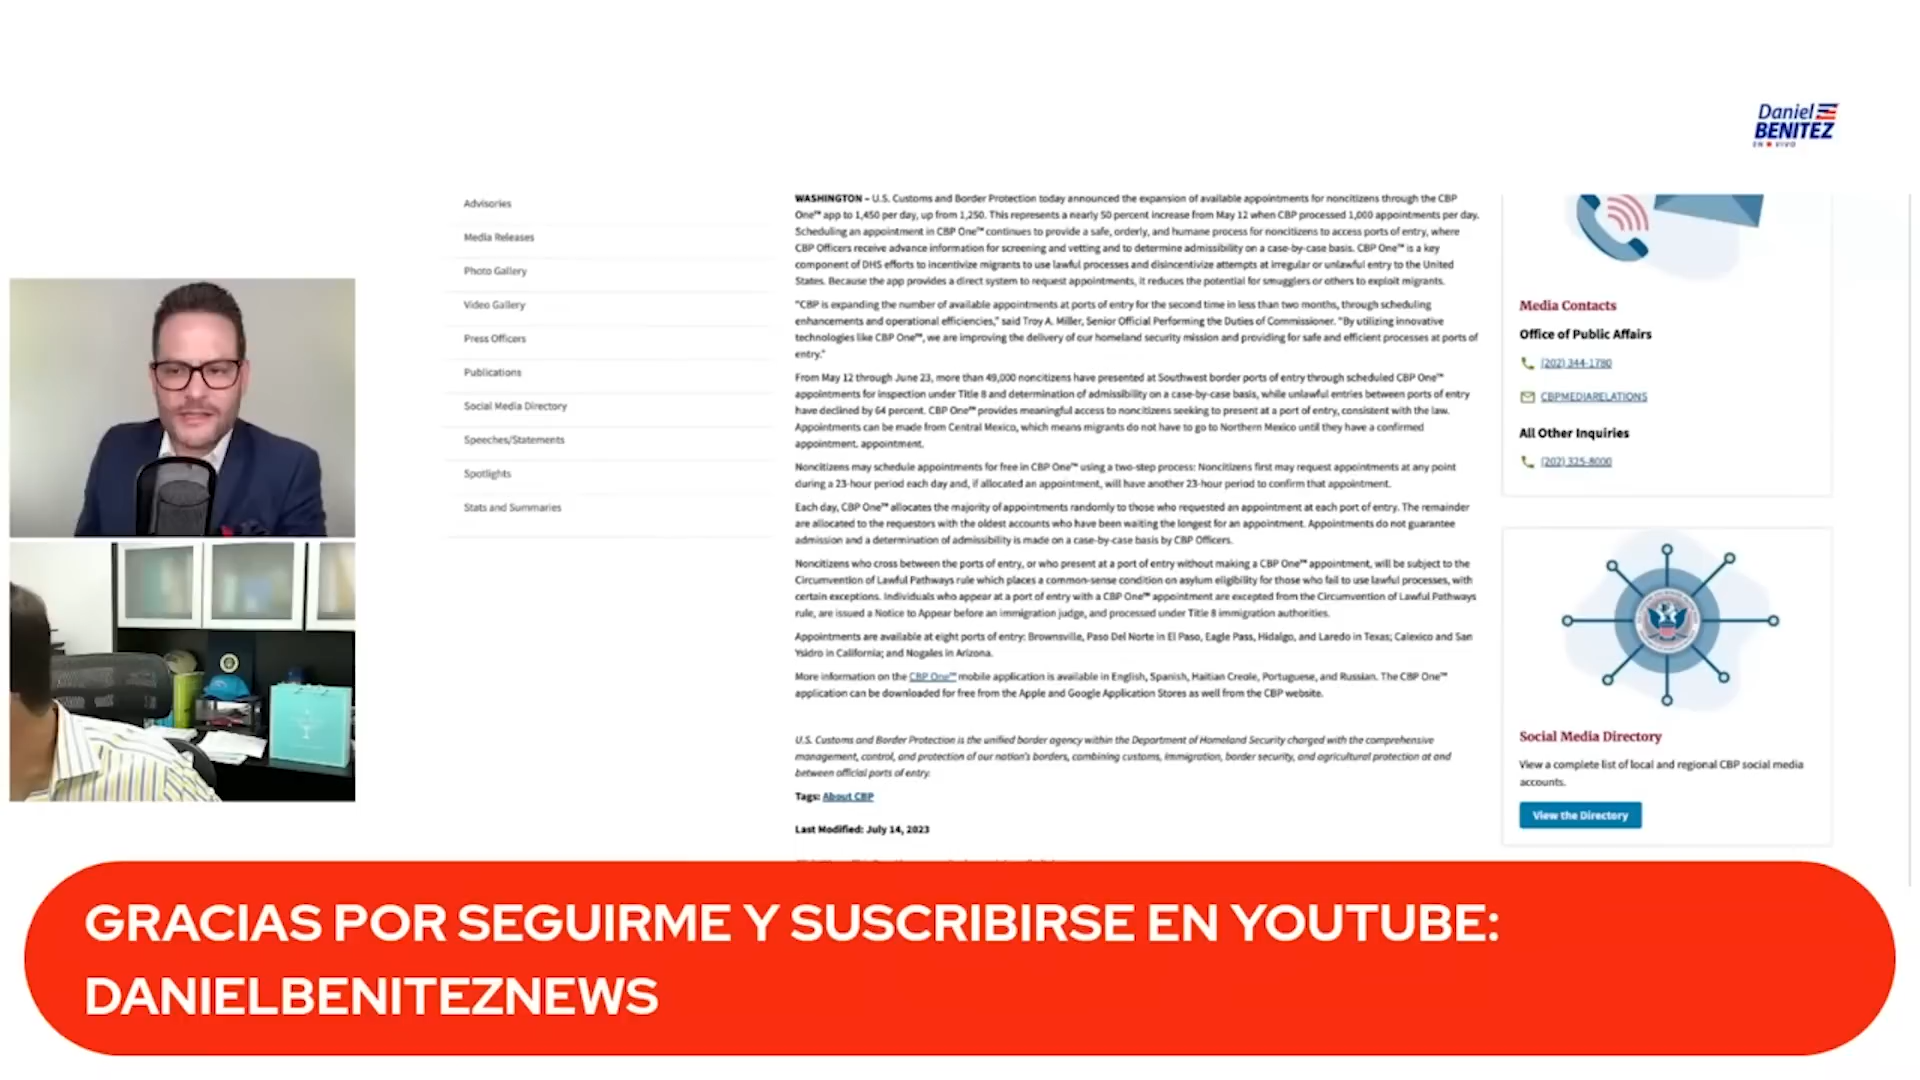 Daniel
BENITEZ
EN VIVO
Advisories
Media Releases
Photo Gallery
Video Gallery
Press Officers
Publications
Social Media Directory
Speeches/Statements
Spotlights
Stats and Summaries
WASHINGTON – U.S. Customs and Border Protection today announced the expansion of available appointments for noncitizens through the CBP
One™ app to 1,450 per day, up from 1,250. This represents a nearly 50 percent increase from May 12 when CBP processed 1,000 appointments per day.
Scheduling an appointment in CBP One™ continues to provide a safe, orderly, and humane process for noncitizens to access ports of entry, where
CBP Officers receive advance information for screening and vetting and to determine admissibility on a case-by-case basis. CBP One™ is a key
component of DHS efforts to incentivize migrants to use lawful processes and disincentivize attempts at irregular or unlawful entry to the United
States. Because the app provides a direct system to request appointments, it reduces the potential for smugglers or others to exploit migrants.
"CBP is expanding the number of available appointments at ports of entry for the second time in less than two months, through scheduling
enhancements and operational efficiencies," said Troy A. Miller, Senior Official Performing the Duties of Commissioner. "By utilizing innovative
technologies like CBP One™, we are improving the delivery of our homeland security mission and providing for safe and efficient processes at ports of
entry."
From May 12 through June 23, more than 49,000 noncitizens have presented at Southwest border ports of entry through scheduled CBP One™
appointments for inspection under Title 8 and determination of admissibility on a case-by-case basis, while unlawful entries between ports of entry
have declined by 64 percent. CBP One™ provides meaningful access to noncitizens seeking to present at a port of entry, consistent with the law.
Appointments can be made from Central Mexico, which means migrants do not have to go to Northern Mexico until they have a confirmed
appointment. appointment.
Noncitizens may schedule appointments for free in CBP One™ using a two-step process: Noncitizens first may request appointments at any point
during a 23-hour period each day and, if allocated an appointment, will have another 23-hour period to confirm that appointment.
Each day, CBP One™ allocates the majority of appointments randomly to those who requested an appointment at each port of entry. The remainder
are allocated to the requestors with the oldest accounts who have been waiting the longest for an appointment. Appointments do not guarantee
admission and a determination of admissibility is made on a case-by-case basis by CBP Officers.
Noncitizens who cross between the ports of entry, or who present at a port of entry without making a CBP One™ appointment, will be subject to the
Circumvention of Lawful Pathways rule which places a common-sense condition on asylum eligibility for those who fail to use lawful processes, with
certain exceptions. Individuals who appear at a port of entry with a CBP One™ appointment are excepted from the Circumvention of Lawful Pathways
rule, are issued a Notice to Appear before an immigration judge, and processed under Title 8 immigration authorities.
Appointments are available at eight ports of entry: Brownsville, Paso Del Norte in El Paso, Eagle Pass, Hidalgo, and Laredo in Texas; Calexico and San
Ysidro in California; and Nogales in Arizona.
More information on the CBP One™ mobile application is available in English, Spanish, Haitian Creole, Portuguese, and Russian. The CBP One™
application can be downloaded for free from the Apple and Google Application Stores as well from the CBP website.
U.S. Customs and Border Protection is the unified border agency within the Department of Homeland Security charged with the comprehensive
management, control, and protection of our nation's borders, combining customs, immigration, border security, and agricultural protection at and
between official ports of entry.
Tags: About CBP
Last Modified: July 14, 2023
Media Contacts
Office of Public Affairs
(202) 344-1780
CBPMEDIARELATIONS
All Other Inquiries
(202) 325-8000
Social Media Directory
View a complete list of local and regional CBP social media
accounts.
View the Directory
GRACIAS POR SEGUIRME Y SUSCRIBIRSE EN YOUTUBE:
DANIELBENITEZNEWS